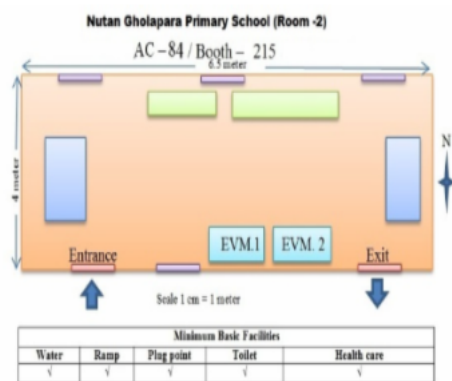 Nutan Gholapara Primary School (Room -2)
AC – 84 / Booth – 215
6.5 meter
4 meter
N
EVM.1 EVM. 2
Entrance Exit
Scale 1 cm = 1 meter
Minimum Basic Facilities
Water Ramp Plug point Toilet Health care
√ √ √ √ √